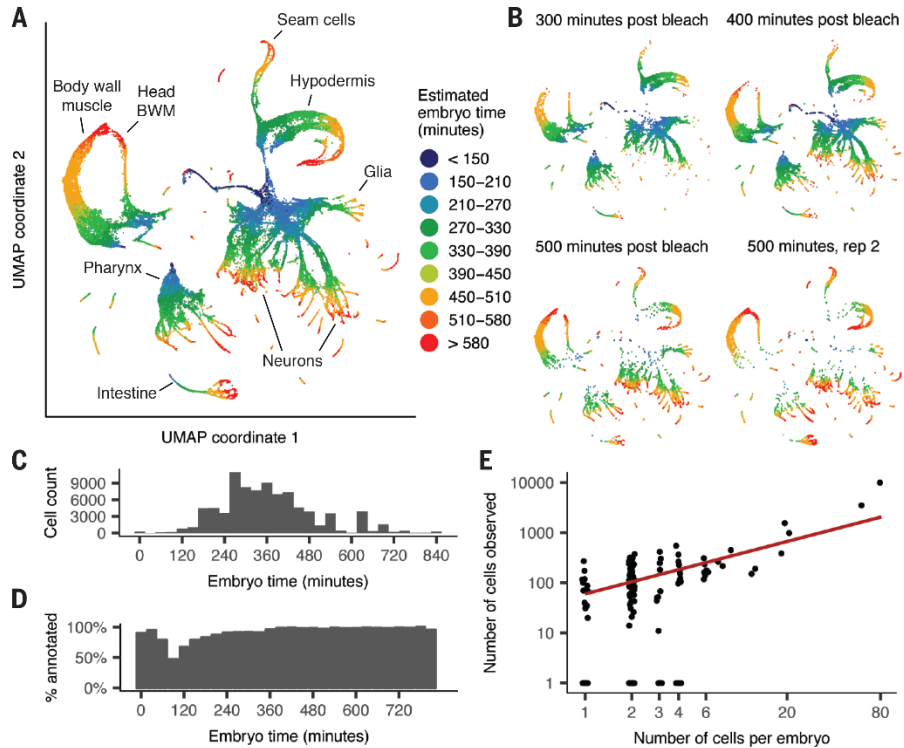 A
Seam cells
Body wall
muscle
Head
BWM
Hypodermis
Glia
Pharynx
Neurons
Intestine
UMAP coordinate 2
UMAP coordinate 1
Estimated
embryo time
(minutes)
< 150
150–210
210–270
270–330
330–390
390–450
450–510
510–580
> 580
B
300 minutes post bleach
400 minutes post bleach
500 minutes post bleach
500 minutes, rep 2
C
Cell count
9000
6000
3000
0
0 120 240 360 480 600 720 840
Embryo time (minutes)
D
% annotated
100%
50%
0%
0 120 240 360 480 600 720
Embryo time (minutes)
E
Number of cells observed
10000
1000
100
10
1
1 2 3 4 6 20 80
Number of cells per embryo